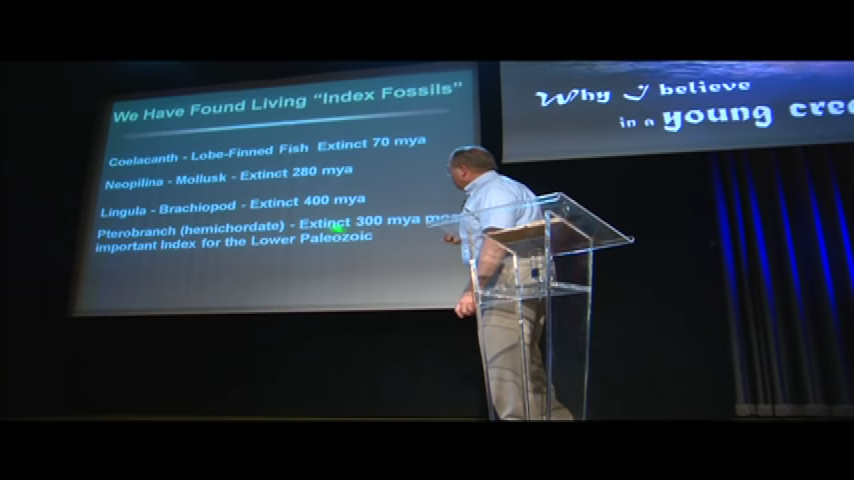 We Have Found Living "Index Fossils"
Coelacanth - Lobe-Finned Fish Extinct 70 mya
Neopilina - Mollusk - Extinct 280 mya
Lingula - Brachiopod - Extinct 400 mya
Pterobranch (hemichordate) - Extinct 300 mya
important Index for the Lower Paleozoic
Why I believe
in a young crea